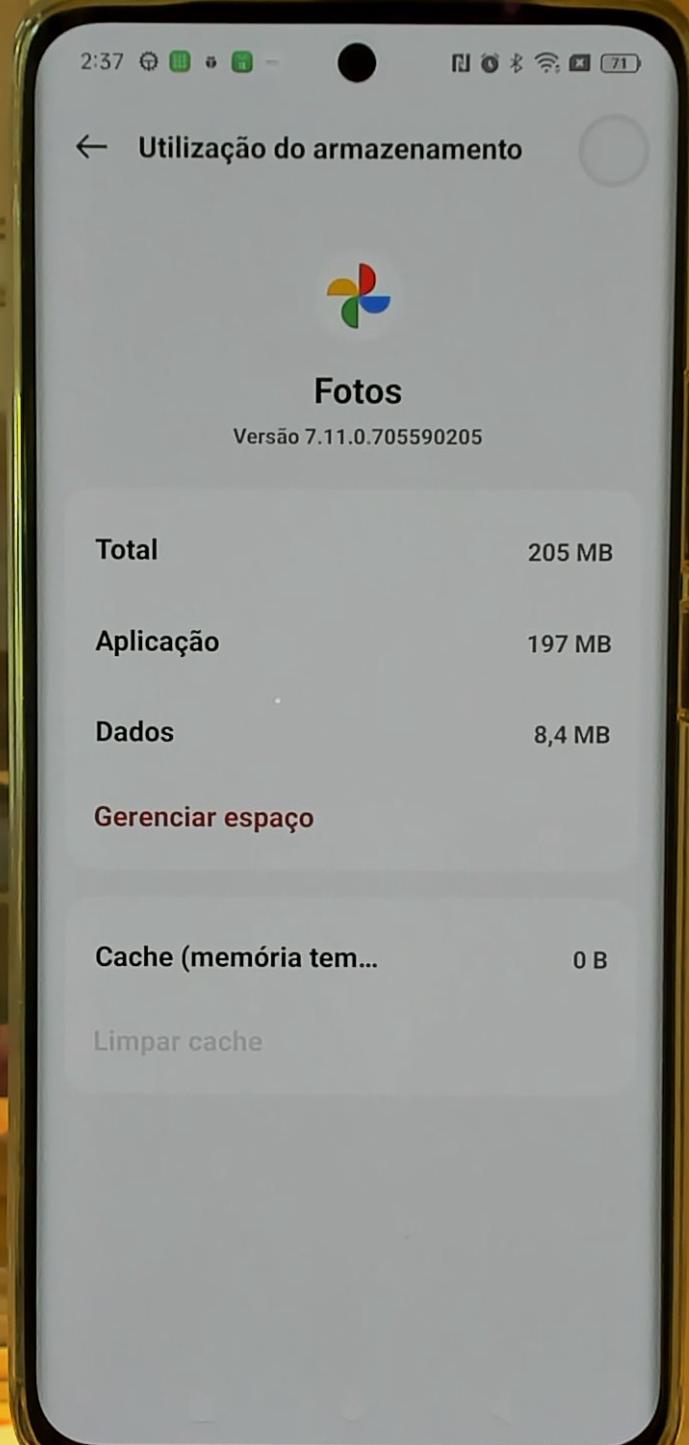 2:37
71
Utilização do armazenamento
Fotos
Versão 7.11.0.705590205
Total 205 MB
Aplicação 197 MB
Dados 8,4 MB
Gerenciar espaço
Cache (memória tem... 0 B
Limpar cache